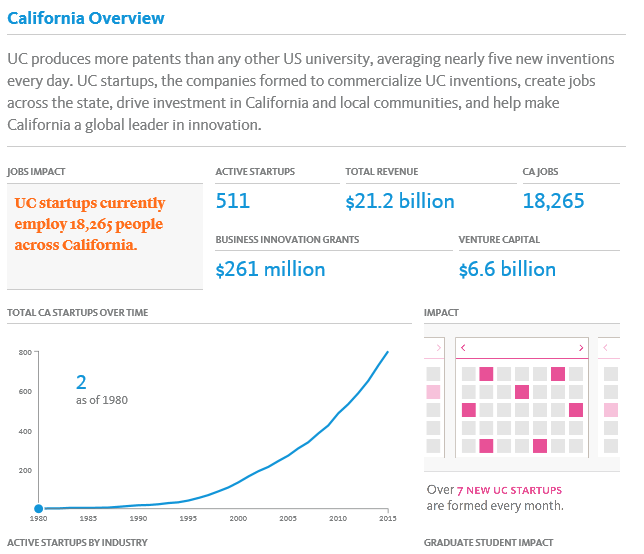 California Overview
UC produces more patents than any other US university, averaging nearly five new inventions
every day. UC startups, the companies formed to commercialize UC inventions, create jobs
across the state, drive investment in California and local communities, and help make
California a global leader in innovation.
JOBS IMPACT
UC startups currently
employ 18,265 people
across California.
ACTIVE STARTUPS
511
TOTAL REVENUE
$21.2 billion
CA JOBS
18,265
BUSINESS INNOVATION GRANTS
$261 million
VENTURE CAPITAL
$6.6 billion
TOTAL CA STARTUPS OVER TIME
2
as of 1980
800
600
400
200
1980
1985
1990
1995
2000
2005
2010
2015
IMPACT
Over 7 NEW UC STARTUPS
are formed every month.
ACTIVE STARTUPS BY INDUSTRY
GRADUATE STUDENT IMPACT